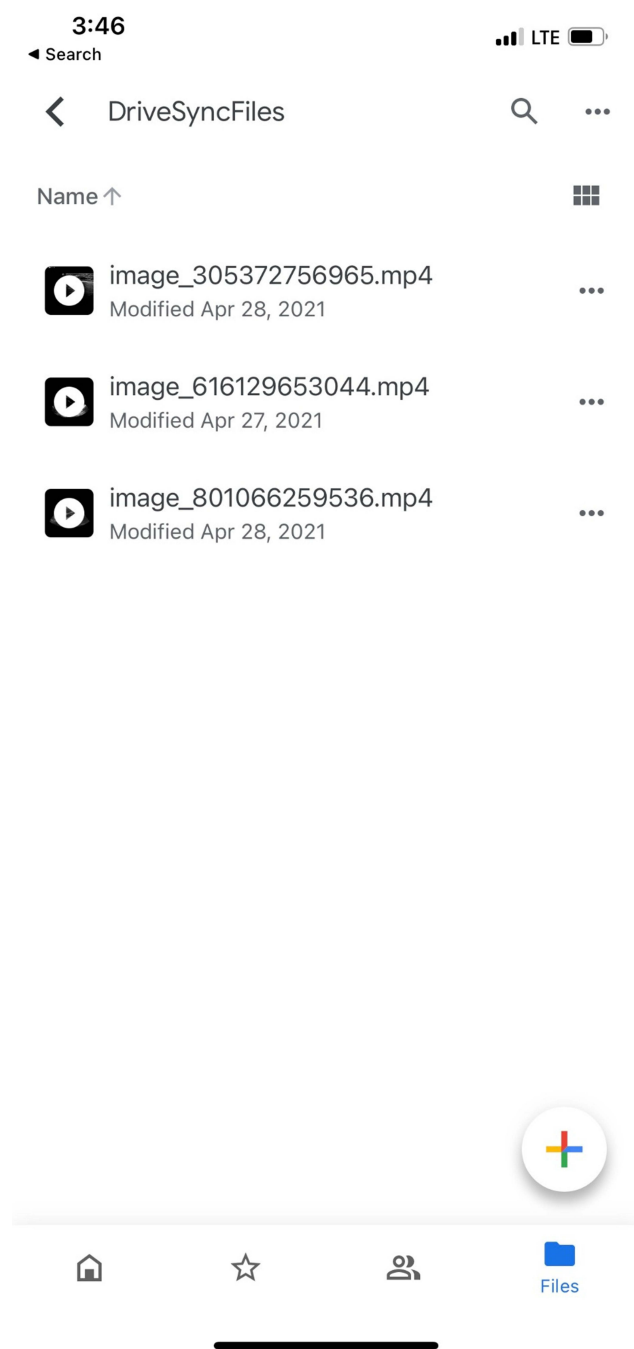 3:46
LTE
◀ Search
DriveSyncFiles
Name ↑
image_305372756965.mp4
Modified Apr 28, 2021
image_616129653044.mp4
Modified Apr 27, 2021
image_801066259536.mp4
Modified Apr 28, 2021
Files